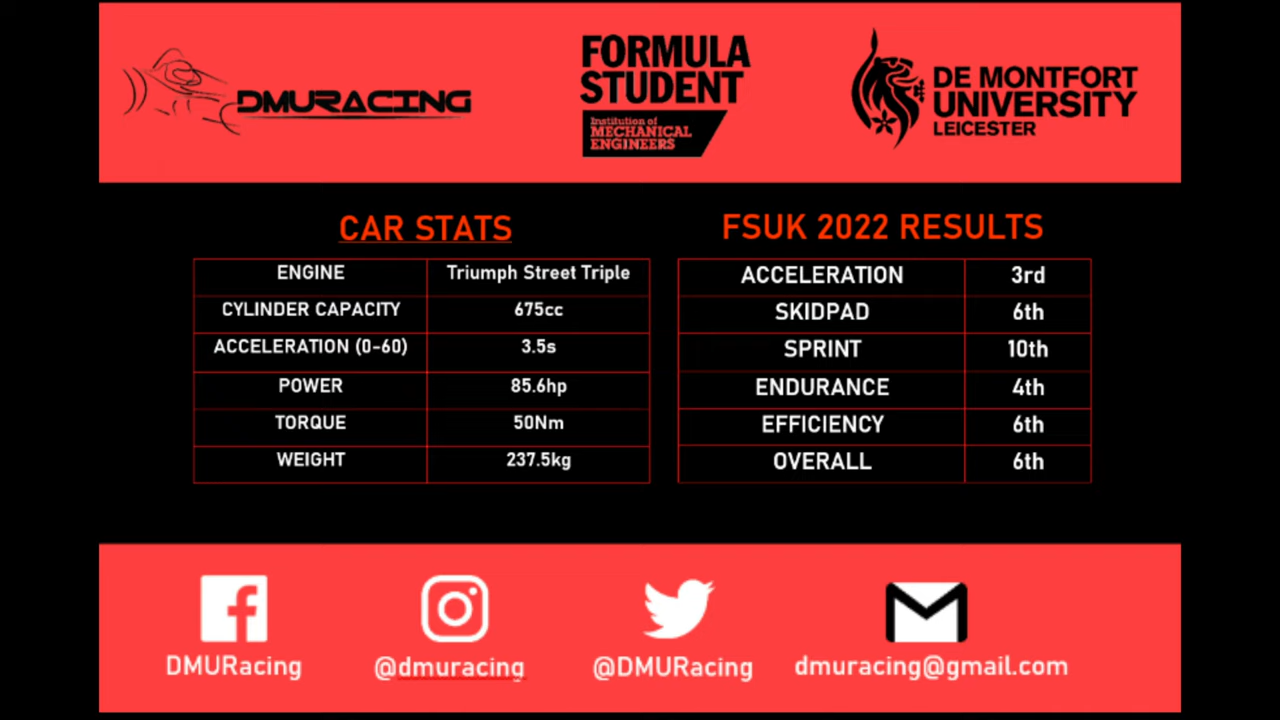 DMURACING
FORMULA
STUDENT
Institution of
MECHANICAL
ENGINEERS
DE MONTFORT
UNIVERSITY
LEICESTER
CAR STATS
ENGINE Triumph Street Triple
CYLINDER CAPACITY 675cc
ACCELERATION (0-60) 3.5s
POWER 85.6hp
TORQUE 50Nm
WEIGHT 237.5kg
FSUK 2022 RESULTS
ACCELERATION 3rd
SKIDPAD 6th
SPRINT 10th
ENDURANCE 4th
EFFICIENCY 6th
OVERALL 6th
DMURacing
@dmuracing
@DMURacing
dmuracing@gmail.com